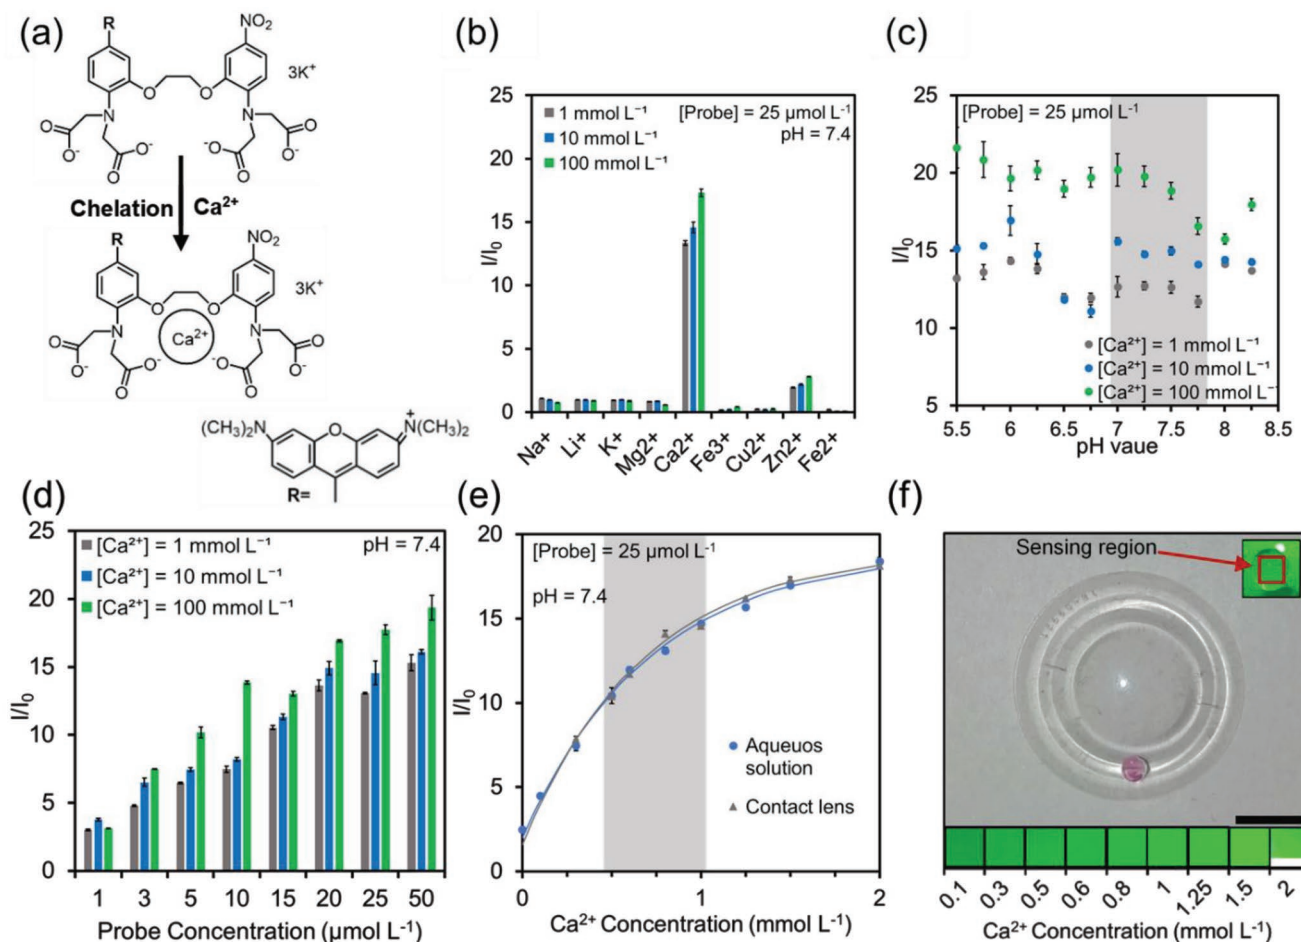 (a)
R
NO₂
3K⁺
O
O
N
N
O
O
O⁻
O⁻
⁻O
O⁻
O
O
Chelation
Ca²⁺
R
NO₂
3K⁺
O
O
N
Ca²⁺
N
O
O
O⁻
O⁻
⁻O
O⁻
O
O
(CH₃)₂N
O
N(CH₃)₂
+
R=
(b)
I/I₀
25
20
15
10
5
0
1 mmol L⁻¹
10 mmol L⁻¹
100 mmol L⁻¹
[Probe] = 25 µmol L⁻¹
pH = 7.4
Na+
Li+
K+
Mg2+
Ca2+
Fe3+
Cu2+
Zn2+
Fe2+
(c)
I/I₀
25
20
15
10
5
[Probe] = 25 µmol L⁻¹
[Ca²⁺] = 1 mmol L⁻¹
[Ca²⁺] = 10 mmol L⁻¹
[Ca²⁺] = 100 mmol L⁻¹
5.5 6 6.5 7 7.5 8 8.5
pH vaue
(d)
I/I₀
25
20
15
10
5
0
[Ca²⁺] = 1 mmol L⁻¹
[Ca²⁺] = 10 mmol L⁻¹
[Ca²⁺] = 100 mmol L⁻¹
pH = 7.4
1 3 5 10 15 20 25 50
Probe Concentration (µmol L⁻¹)
(e)
I/I₀
20
15
10
5
0
[Probe] = 25 µmol L⁻¹
pH = 7.4
Aqueuos
solution
Contact lens
0 1 2
Ca²⁺ Concentration (mmol L⁻¹)
(f)
Sensing region
0.1
0.3
0.5
0.6
0.8
1
1.25
1.5
2
Ca²⁺ Concentration (mmol L⁻¹)